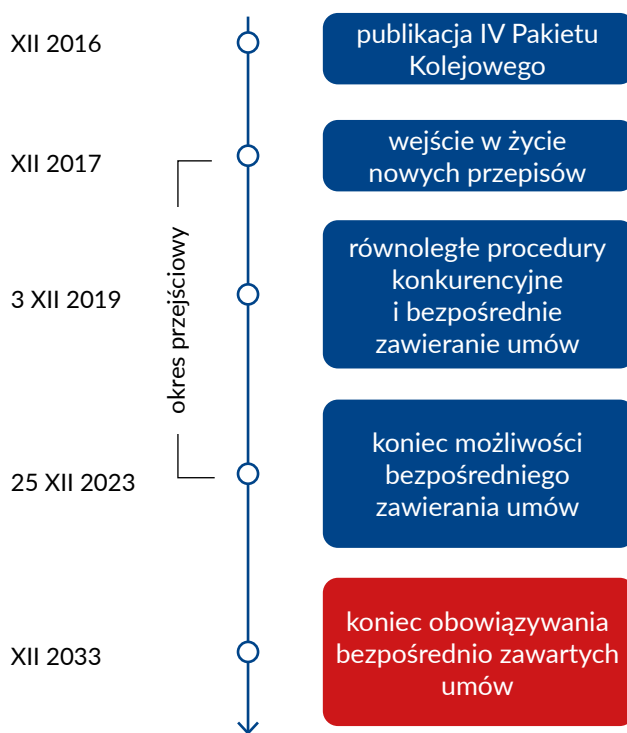 XII 2016
publikacja IV Pakietu
Kolejowego
XII 2017
wejście w życie
nowych przepisów
okres przejściowy
3 XII 2019
równoległe procedury
konkurencyjne
i bezpośrednie
zawieranie umów
25 XII 2023
koniec możliwości
bezpośredniego
zawierania umów
XII 2033
koniec obowiązywania
bezpośrednio zawartych
umów